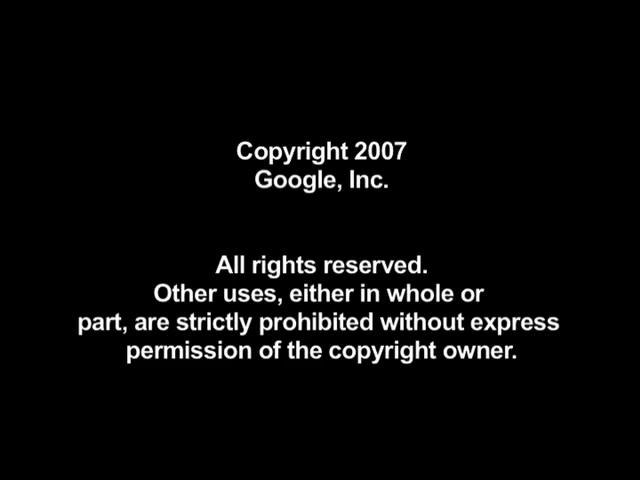 Copyright 2007
Google, Inc.
All rights reserved.
Other uses, either in whole or
part, are strictly prohibited without express
permission of the copyright owner.